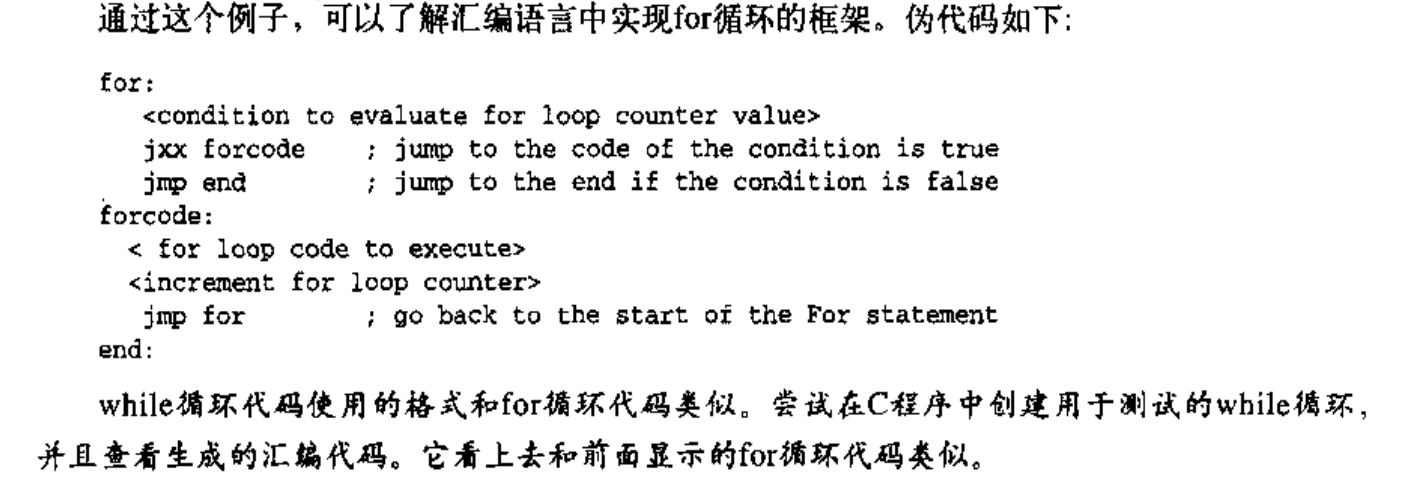 通过这个例子，可以了解汇编语言中实现for循环的框架。伪代码如下:
for:
<condition to evaluate for loop counter value>
jxx forcode ; jump to the code of the condition is true
jmp end ; jump to the end if the condition is false
forcode:
< for loop code to execute>
<increment for loop counter>
jmp for ; go back to the start of the For statement
end:
while循环代码使用的格式和for循环代码类似。尝试在C程序中创建用于测试的while循环，
并且查看生成的汇编代码。它看上去和前面显示的for循环代码类似。